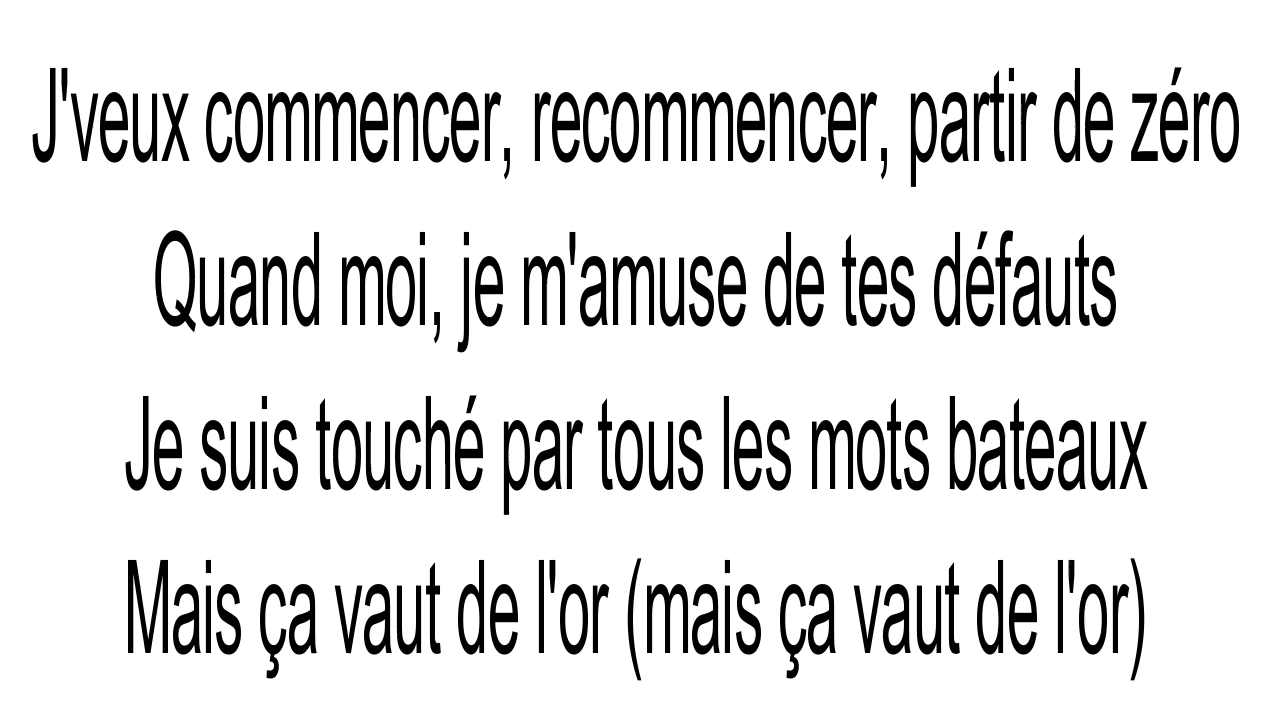 J'veux commencer, recommencer, partir de zéro
Quand moi, je m'amuse de tes défauts
Je suis touché par tous les mots bateaux
Mais ça vaut de l'or (mais ça vaut de l'or)